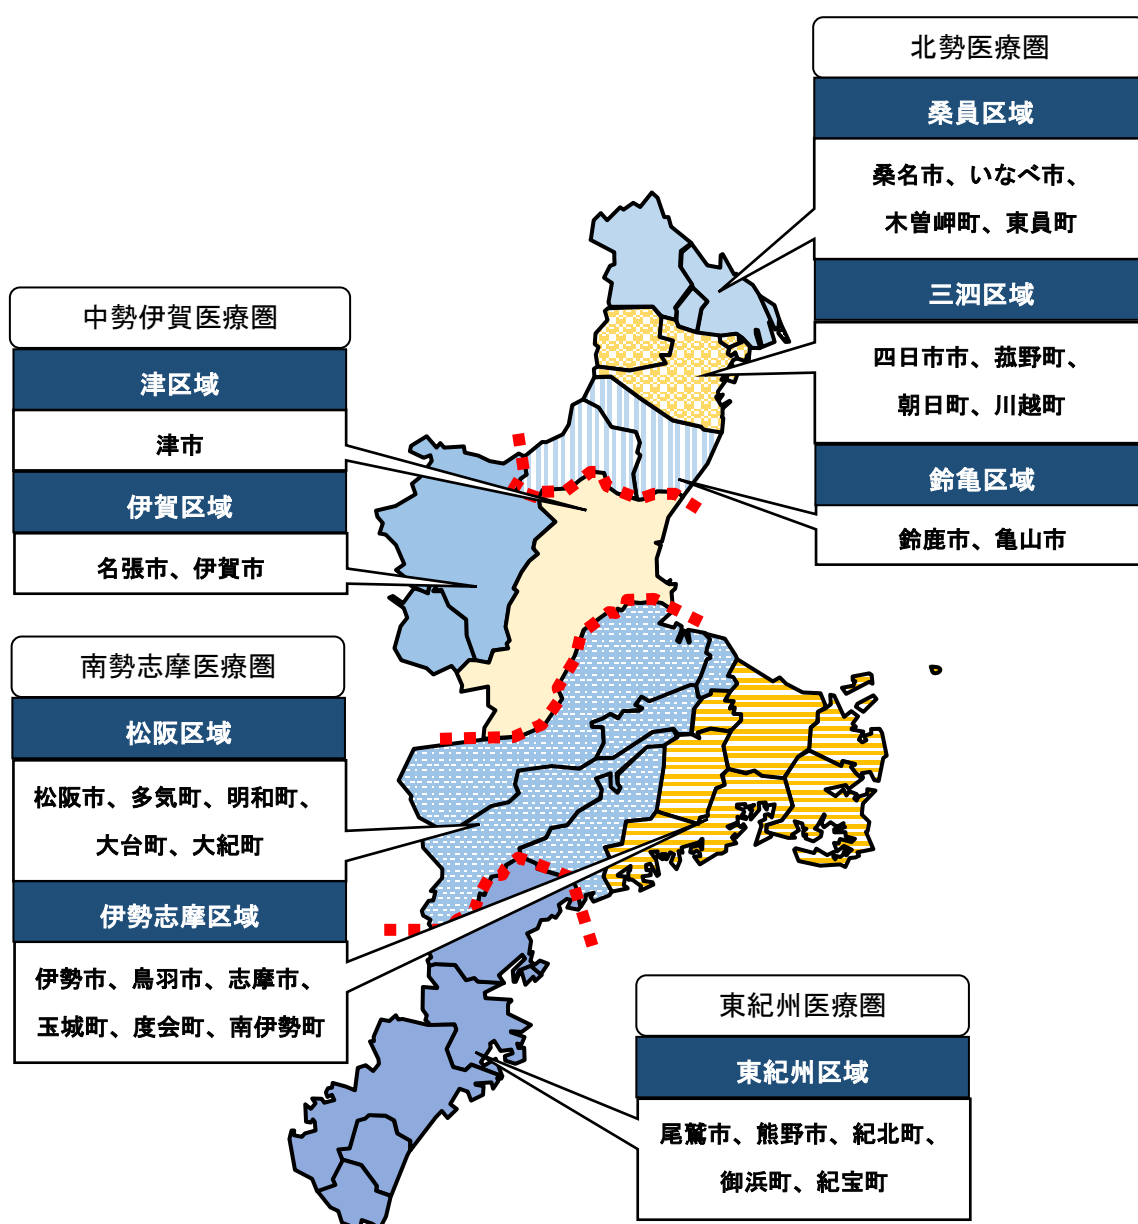 北勢医療圏
桑員区域
桑名市、いなべ市、
木曽岬町、東員町
三泗区域
四日市市、菰野町、
朝日町、川越町
鈴亀区域
鈴鹿市、亀山市
中勢伊賀医療圏
津区域
津市
伊賀区域
名張市、伊賀市
南勢志摩医療圏
松阪区域
松阪市、多気町、明和町、
大台町、大紀町
伊勢志摩区域
伊勢市、鳥羽市、志摩市、
玉城町、度会町、南伊勢町
東紀州医療圏
東紀州区域
尾鷲市、熊野市、紀北町、
御浜町、紀宝町